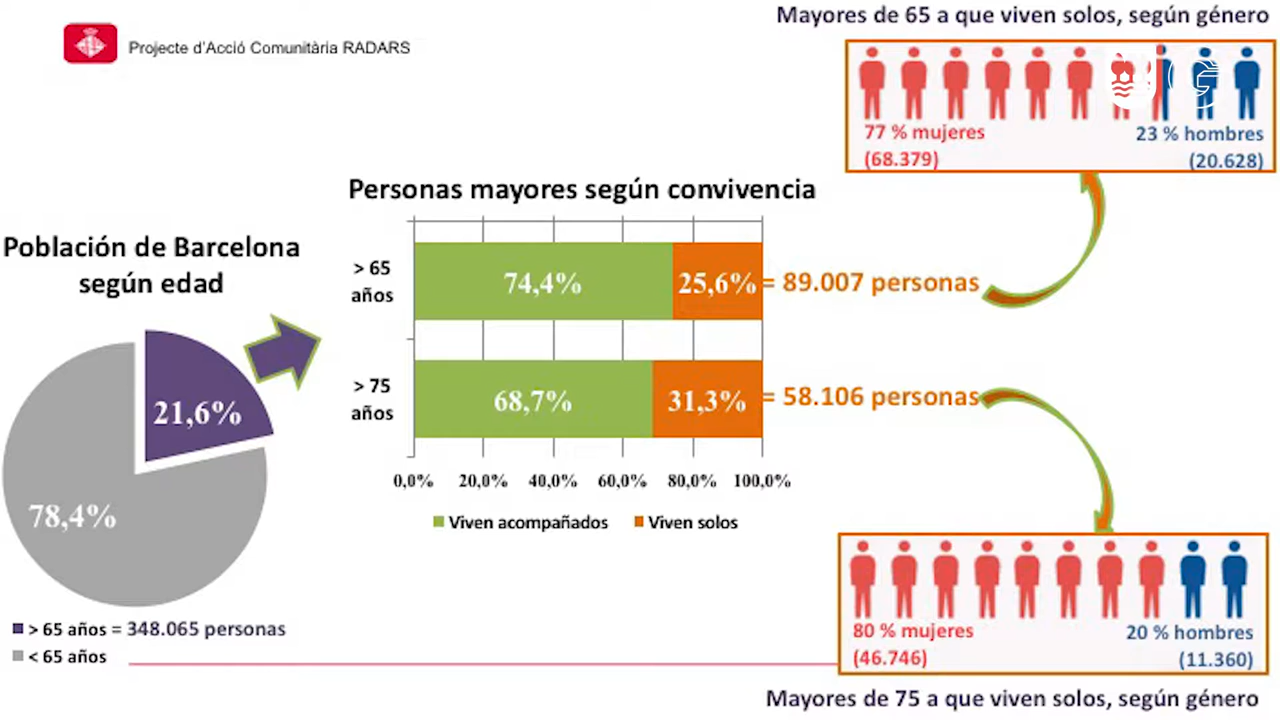 Mayores de 65 a que viven solos, según género
Projecte d'Acció Comunitària RADARS
77 % mujeres
(68.379)
23 % hombres
(20.628)
Personas mayores según convivencia
Población de Barcelona
según edad
21,6%
78,4%
> 65 años = 348.065 personas
< 65 años
> 65
años
74,4%
25,6%
= 89.007 personas
> 75
años
68,7%
31,3%
= 58.106 personas
0,0%
20,0%
40,0%
60,0%
80,0%
100,0%
Viven acompañados
Viven solos
80 % mujeres
(46.746)
20 % hombres
(11.360)
Mayores de 75 a que viven solos, según género